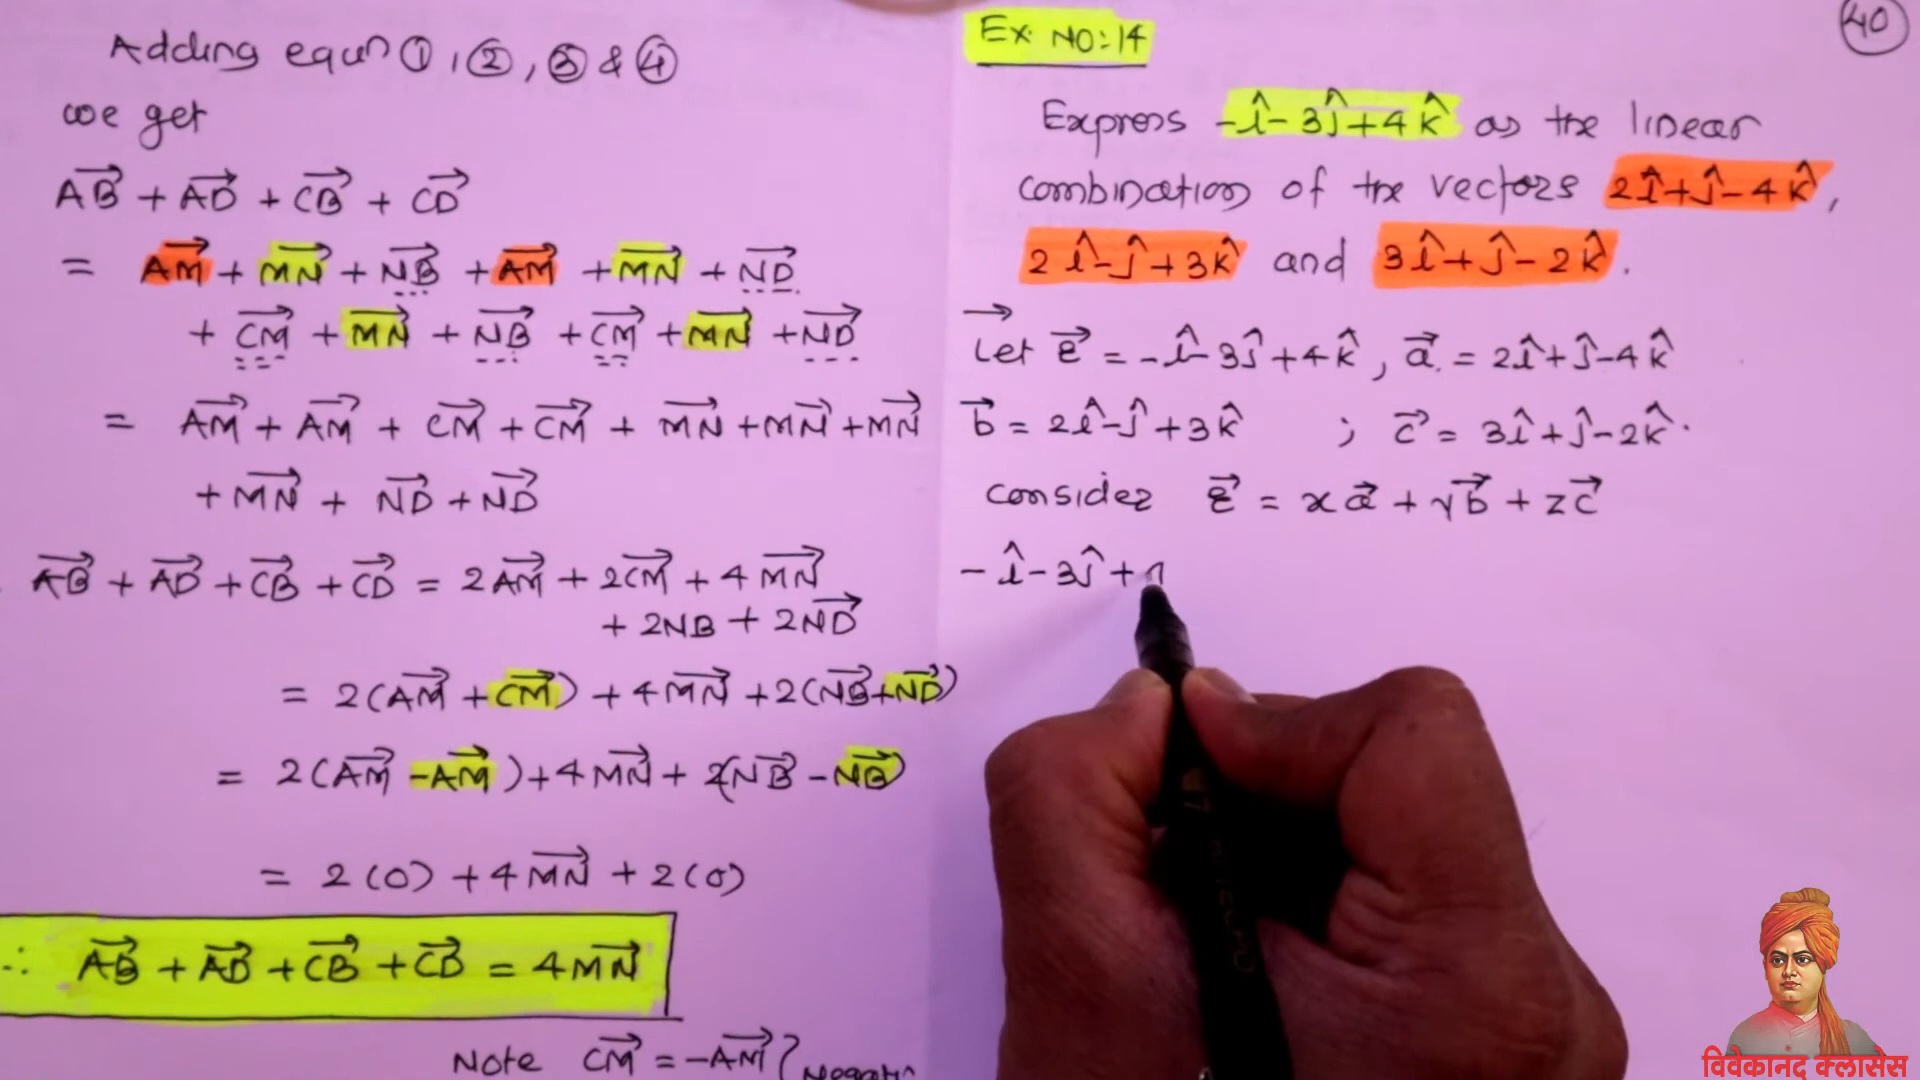 Adding equn ①, ②, ③ & ④
we get
AB⃗ + AD⃗ + CB⃗ + CD⃗
= AM⃗ + MN⃗ + NB⃗ + AM⃗ + MN⃗ + ND⃗
+ CM⃗ + MN⃗ + NB⃗ + CM⃗ + MN⃗ + ND⃗
= AM⃗ + AM⃗ + CM⃗ + CM⃗ + MN⃗ + MN⃗ + MN⃗
+ MN⃗ + ND⃗ + ND⃗
AB⃗ + AD⃗ + CB⃗ + CD⃗ = 2AM⃗ + 2CM⃗ + 4MN⃗
+ 2NB + 2ND⃗
= 2(AM⃗ + CM⃗) + 4MN⃗ + 2(NB⃗ + ND⃗)
= 2(AM⃗ - AM⃗) + 4MN⃗ + 2(NB⃗ - NB⃗)
= 2(0) + 4MN⃗ + 2(0)
∴ AB⃗ + AD⃗ + CB⃗ + CD⃗ = 4MN⃗
Note CM⃗ = -AM⃗
40
Ex. NO:14
Express -î - 3ĵ + 4k̂ as the linear
combination of the vectors 2î + ĵ - 4k̂,
2î - ĵ + 3k̂ and 3î + ĵ - 2k̂.
→
Let r⃗ = -î - 3ĵ + 4k̂, a⃗ = 2î + ĵ - 4k̂
b⃗ = 2î - ĵ + 3k̂ ; c⃗ = 3î + ĵ - 2k̂.
consider r⃗ = xa⃗ + yb⃗ + zc⃗
-î - 3ĵ +
विवेकानंद क्लासेस